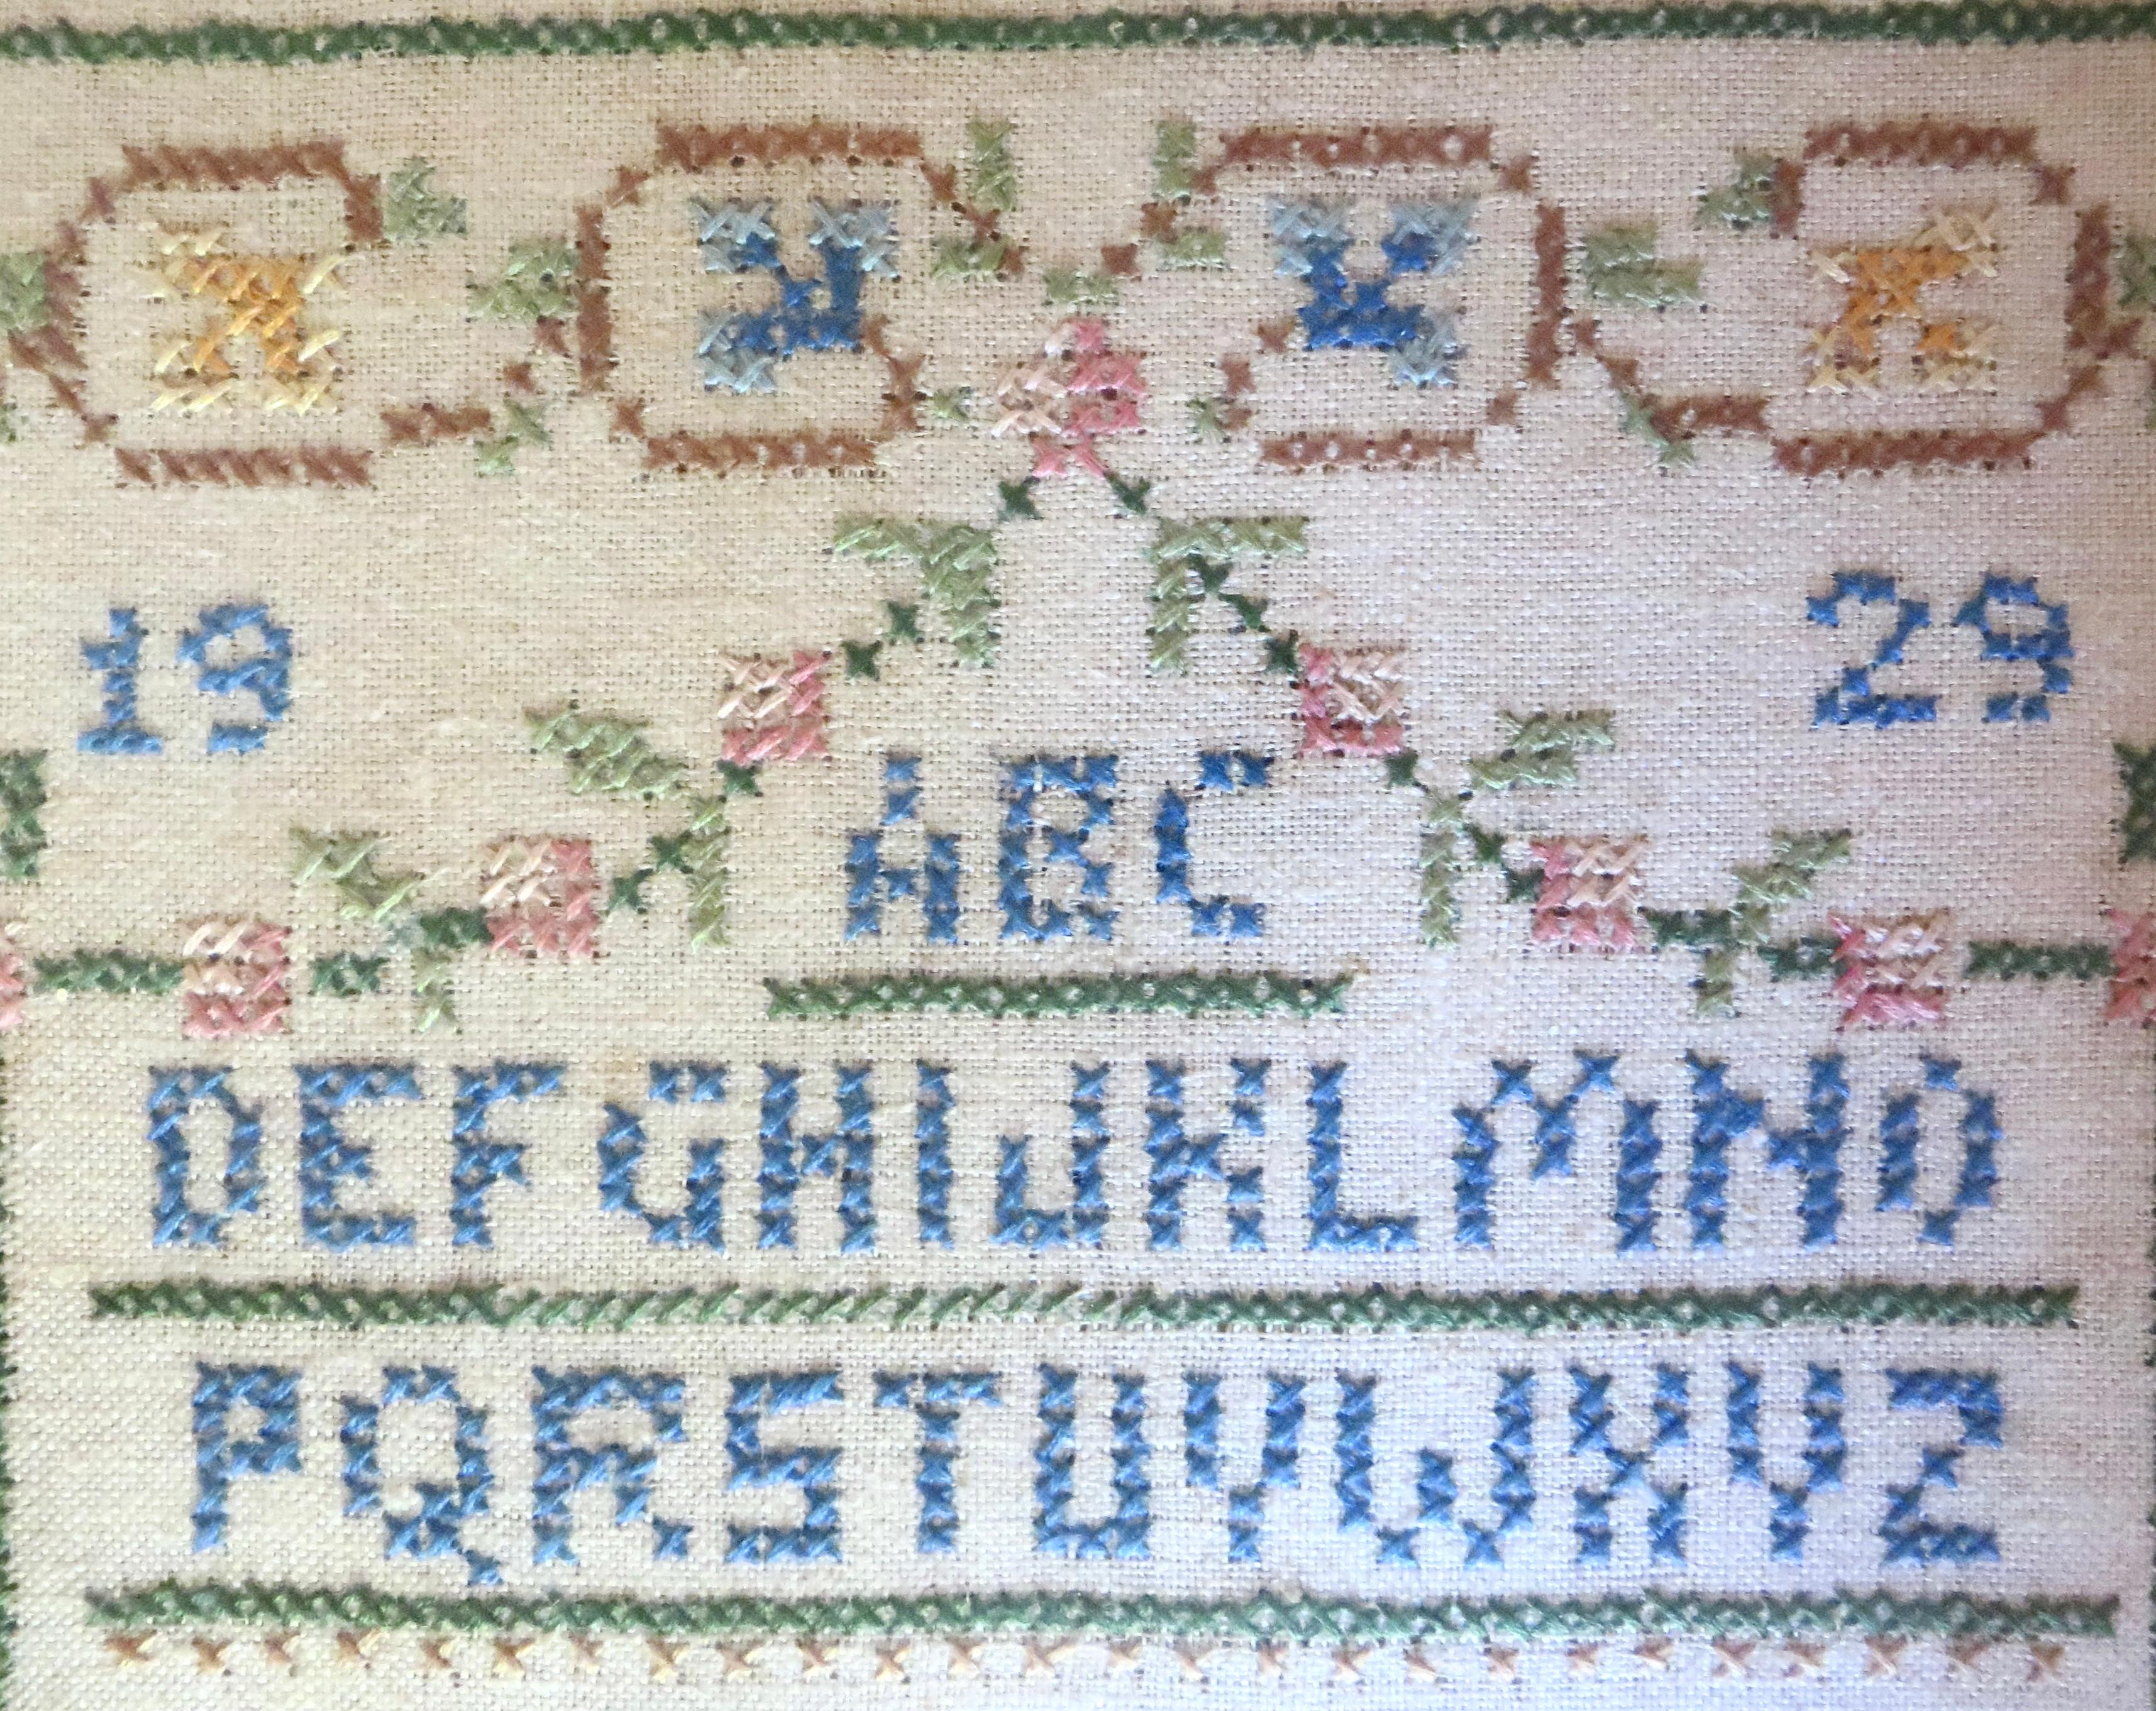 19 29
ABC
DEFGHIJKLMNO
PQRSTUVWXYZ